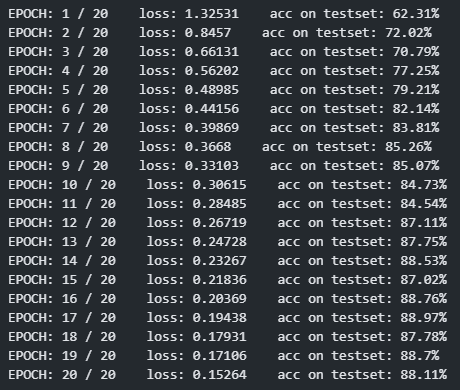 EPOCH: 1 / 20    loss: 1.32531    acc on testset: 62.31%
EPOCH: 2 / 20    loss: 0.8457    acc on testset: 72.02%
EPOCH: 3 / 20    loss: 0.66131    acc on testset: 70.79%
EPOCH: 4 / 20    loss: 0.56202    acc on testset: 77.25%
EPOCH: 5 / 20    loss: 0.48985    acc on testset: 79.21%
EPOCH: 6 / 20    loss: 0.44156    acc on testset: 82.14%
EPOCH: 7 / 20    loss: 0.39869    acc on testset: 83.81%
EPOCH: 8 / 20    loss: 0.3668    acc on testset: 85.26%
EPOCH: 9 / 20    loss: 0.33103    acc on testset: 85.07%
EPOCH: 10 / 20    loss: 0.30615    acc on testset: 84.73%
EPOCH: 11 / 20    loss: 0.28485    acc on testset: 84.54%
EPOCH: 12 / 20    loss: 0.26719    acc on testset: 87.11%
EPOCH: 13 / 20    loss: 0.24728    acc on testset: 87.75%
EPOCH: 14 / 20    loss: 0.23267    acc on testset: 88.53%
EPOCH: 15 / 20    loss: 0.21836    acc on testset: 87.02%
EPOCH: 16 / 20    loss: 0.20369    acc on testset: 88.76%
EPOCH: 17 / 20    loss: 0.19438    acc on testset: 88.97%
EPOCH: 18 / 20    loss: 0.17931    acc on testset: 87.78%
EPOCH: 19 / 20    loss: 0.17106    acc on testset: 88.7%
EPOCH: 20 / 20    loss: 0.15264    acc on testset: 88.11%